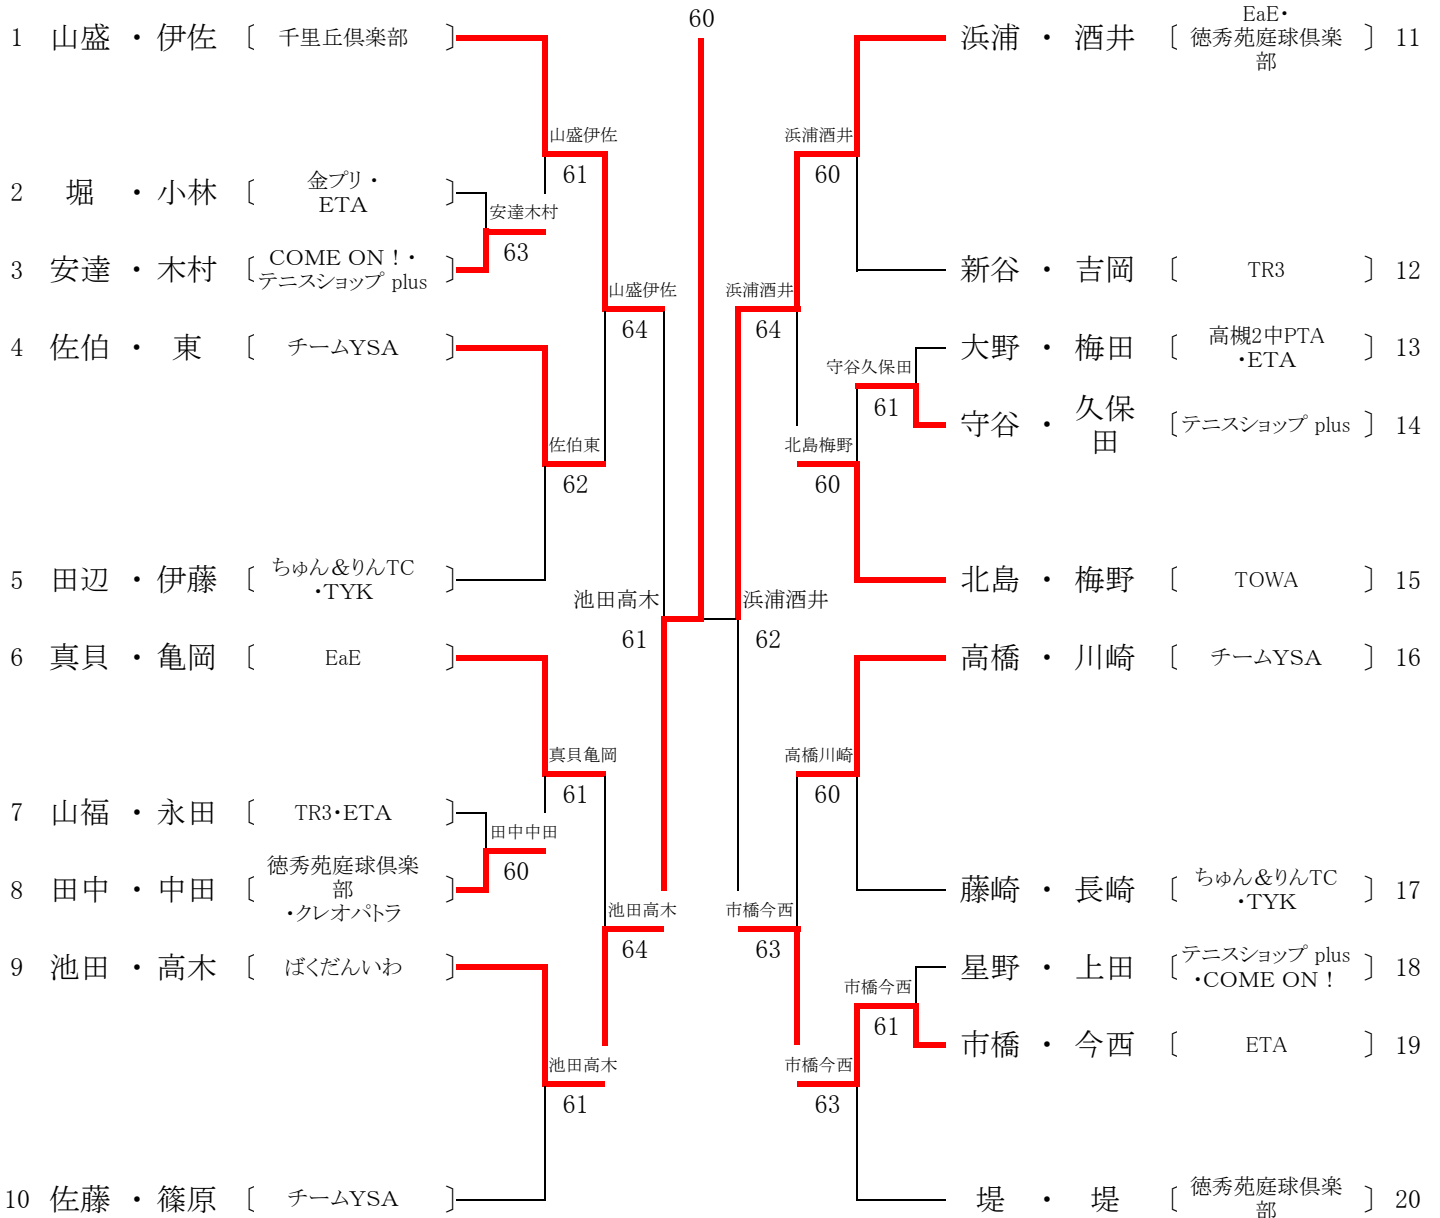 60
1 山盛 ・ 伊佐 〔 千里丘倶楽部 〕
山盛伊佐
61
2 堀 ・ 小林 〔 金プリ・
ETA 〕
安達木村
63
3 安達 ・ 木村 〔 COME ON！・
テニスショップ plus 〕
山盛伊佐
64
4 佐伯 ・ 東 〔 チームYSA 〕
佐伯東
62
5 田辺 ・ 伊藤 〔 ちゅん＆りんTC
・TYK 〕
池田高木
61
6 真貝 ・ 亀岡 〔 EaE 〕
真貝亀岡
61
7 山福 ・ 永田 〔 TR3・ETA 〕
田中中田
60
8 田中 ・ 中田 〔 徳秀苑庭球倶楽
部
・クレオパトラ 〕
池田高木
64
9 池田 ・ 高木 〔 ばくだんいわ 〕
池田高木
61
10 佐藤 ・ 篠原 〔 チームYSA 〕
浜浦 ・ 酒井 〔 EaE・
徳秀苑庭球倶楽
部 〕 11
浜浦酒井
60
新谷 ・ 吉岡 〔 TR3 〕 12
浜浦酒井
64
大野 ・ 梅田 〔 高槻2中PTA
・ETA 〕 13
守谷久保田
61
守谷 ・ 久保
田 〔 テニスショップ plus 〕 14
北島梅野
60
北島 ・ 梅野 〔 TOWA 〕 15
浜浦酒井
62
高橋 ・ 川崎 〔 チームYSA 〕 16
高橋川崎
60
藤崎 ・ 長崎 〔 ちゅん＆りんTC
・TYK 〕 17
市橋今西
63
星野 ・ 上田 〔 テニスショップ plus
・COME ON！ 〕 18
市橋今西
61
市橋 ・ 今西 〔 ETA 〕 19
市橋今西
63
堤 ・ 堤 〔 徳秀苑庭球倶楽
部 〕 20